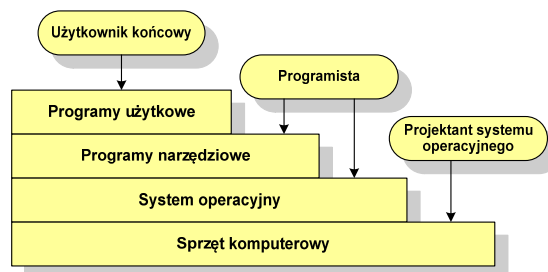 Użytkownik końcowy
Programista
Programy użytkowe
Projektant systemu
operacyjnego
Programy narzędziowe
System operacyjny
Sprzęt komputerowy